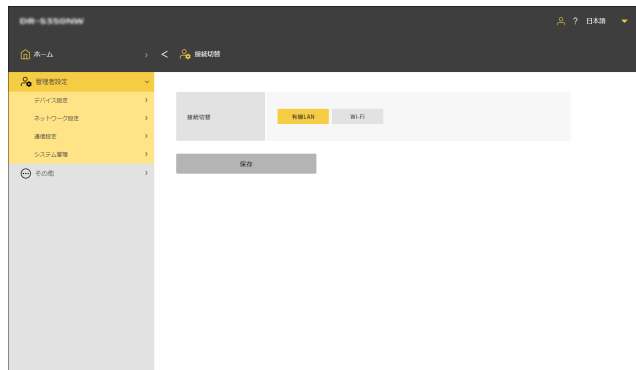 DR-S350NW
? 日本語
ホーム
接続切替
管理者設定
デバイス設定
ネットワーク設定
通信設定
システム管理
その他
接続切替
有線LAN
Wi-Fi
保存